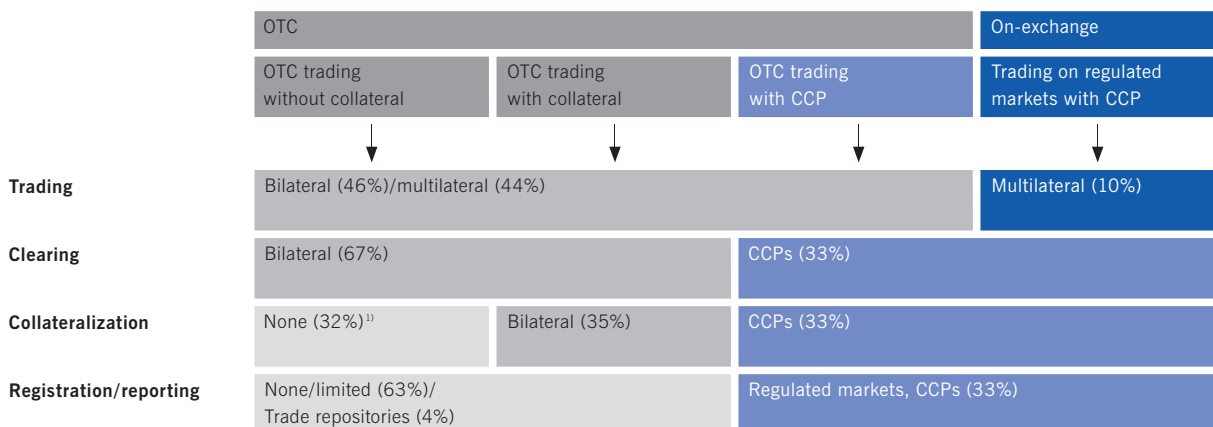 OTC
On-exchange
OTC trading
without collateral
OTC trading
with collateral
OTC trading
with CCP
Trading on regulated
markets with CCP
Trading
Bilateral (46%)/multilateral (44%)
Multilateral (10%)
Clearing
Bilateral (67%)
CCPs (33%)
Collateralization
None (32%)1)
Bilateral (35%)
CCPs (33%)
Registration/reporting
None/limited (63%)/
Trade repositories (4%)
Regulated markets, CCPs (33%)